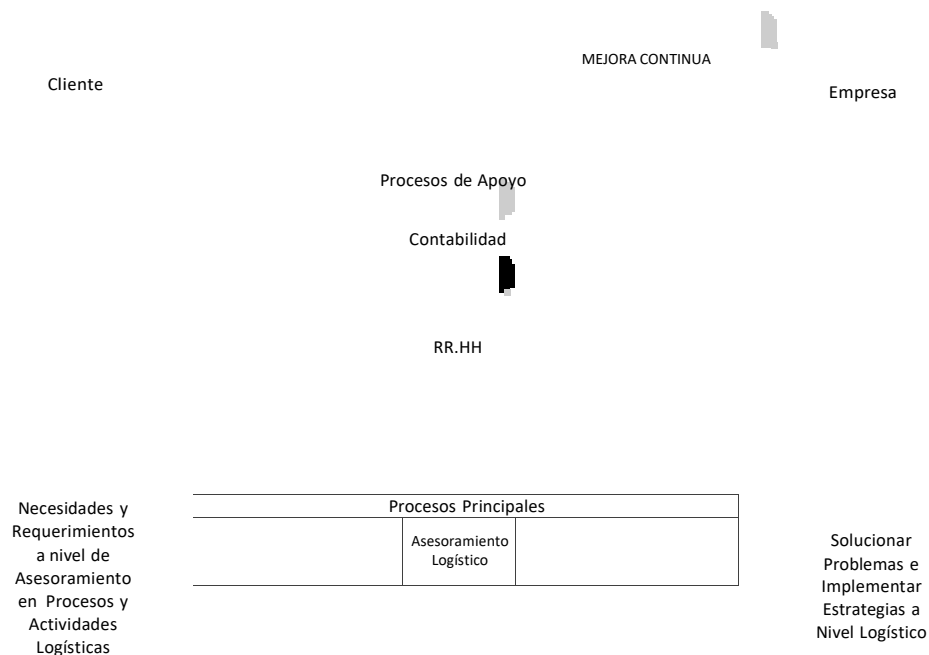 MEJORA CONTINUA
Cliente
Empresa
Procesos de Apoyo
Contabilidad
RR.HH
Necesidades y
Requerimientos
a nivel de
Asesoramiento
en Procesos y
Actividades
Logísticas
Procesos Principales
Asesoramiento
Logístico
Solucionar
Problemas e
Implementar
Estrategias a
Nivel Logístico